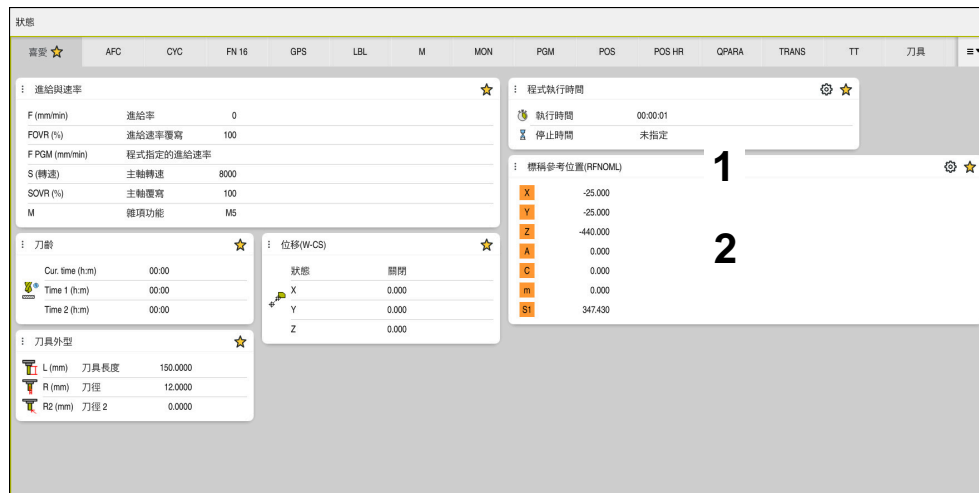 狀態
喜愛 AFC CYC FN 16 GPS LBL M MON PGM POS POS HR QPARA TRANS TT 刀具
進給與速率
F (mm/min) 進給率 0
FOVR (%) 進給速率覆寫 100
F PGM (mm/min) 程式指定的進給速率
S (轉速) 主軸轉速 8000
SOVR (%) 主軸覆寫 100
M 雜項功能 M5
程式執行時間
執行時間 00:00:01
停止時間 未指定
1
標稱參考位置(RFNOML)
X -25.000
Y -25.000
Z -440.000
A 0.000
C 0.000
m 0.000
S1 347.430
2
刀齡
Cur. time (h:m) 00:00
Time 1 (h:m) 00:00
Time 2 (h:m) 00:00
位移(W-CS)
狀態 關閉
X 0.000
Y 0.000
Z 0.000
刀具外型
L (mm) 刀具長度 150.0000
R (mm) 刀徑 12.0000
R2 (mm) 刀徑 2 0.0000